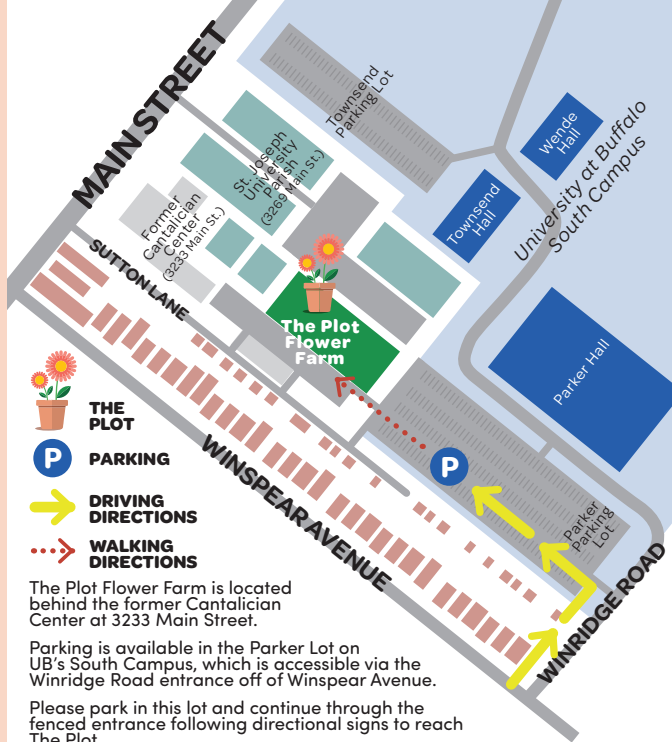 MAIN STREET
Townsend
Parking Lot
Wende
Hall
University at Buffalo
South Campus
Townsend
Hall
St. Joseph
University
Parish
(3269 Main St.)
Former
Cantalician
Center
(3233 Main St.)
SUTTON LANE
The Plot
Flower
Farm
Parker Hall
P
Parker
Parking
Lot
WINSPEAR AVENUE
WINRIDGE ROAD
THE
PLOT
P
PARKING
DRIVING
DIRECTIONS
WALKING
DIRECTIONS
The Plot Flower Farm is located
behind the former Cantalician
Center at 3233 Main Street.
Parking is available in the Parker Lot on
UB's South Campus, which is accessible via the
Winridge Road entrance off of Winspear Avenue.
Please park in this lot and continue through the
fenced entrance following directional signs to reach
The Plot.